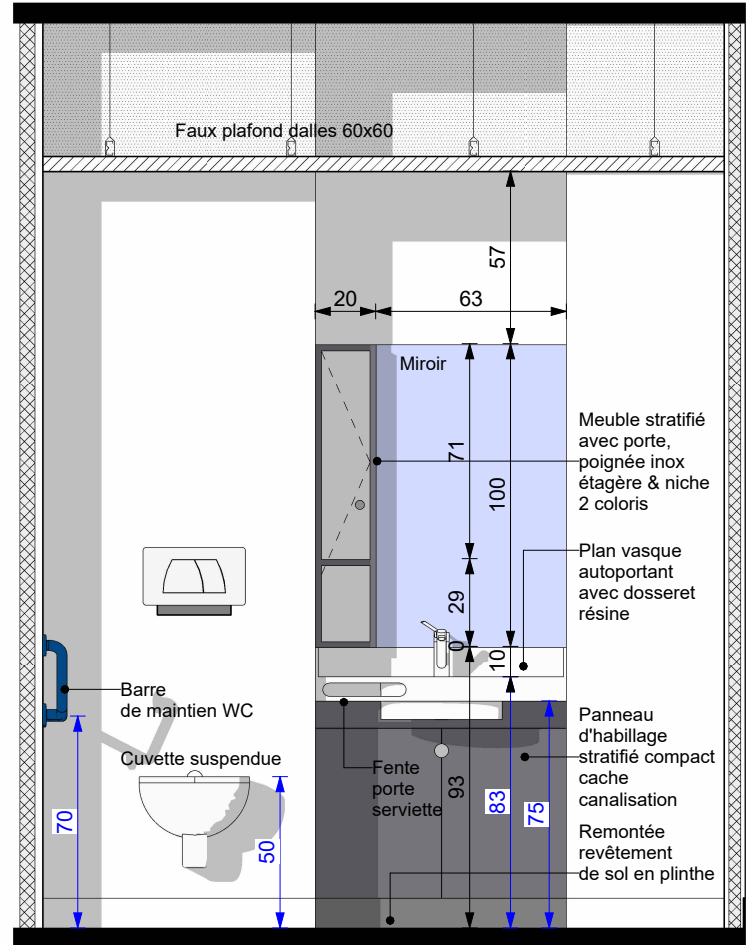 Faux plafond dalles 60x60
57
20
63
Miroir
71
100
29
0
10
Meuble stratifié
avec porte,
poignée inox
étagère & niche
2 coloris
Plan vasque
autoportant
avec dosseret
résine
Barre
de maintien WC
Cuvette suspendue
70
50
Fente
porte
serviette
93
83
75
Panneau
d'habillage
stratifié compact
cache
canalisation
Remontée
revêtement
de sol en plinthe